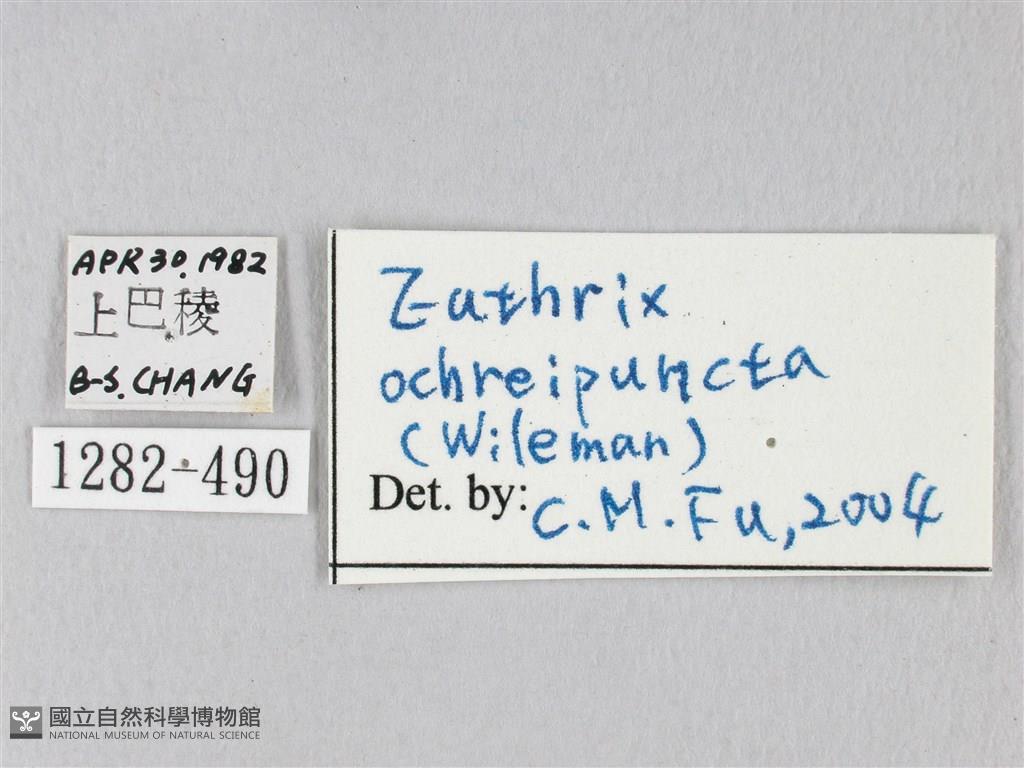 APR 30. 1982
上巴稜
B-S. CHANG
1282-490
Euthrix
ochreipuncta
(Wileman)
Det. by: C.M.Fu, 2004
國立自然科學博物館
NATIONAL MUSEUM OF NATURAL SCIENCE